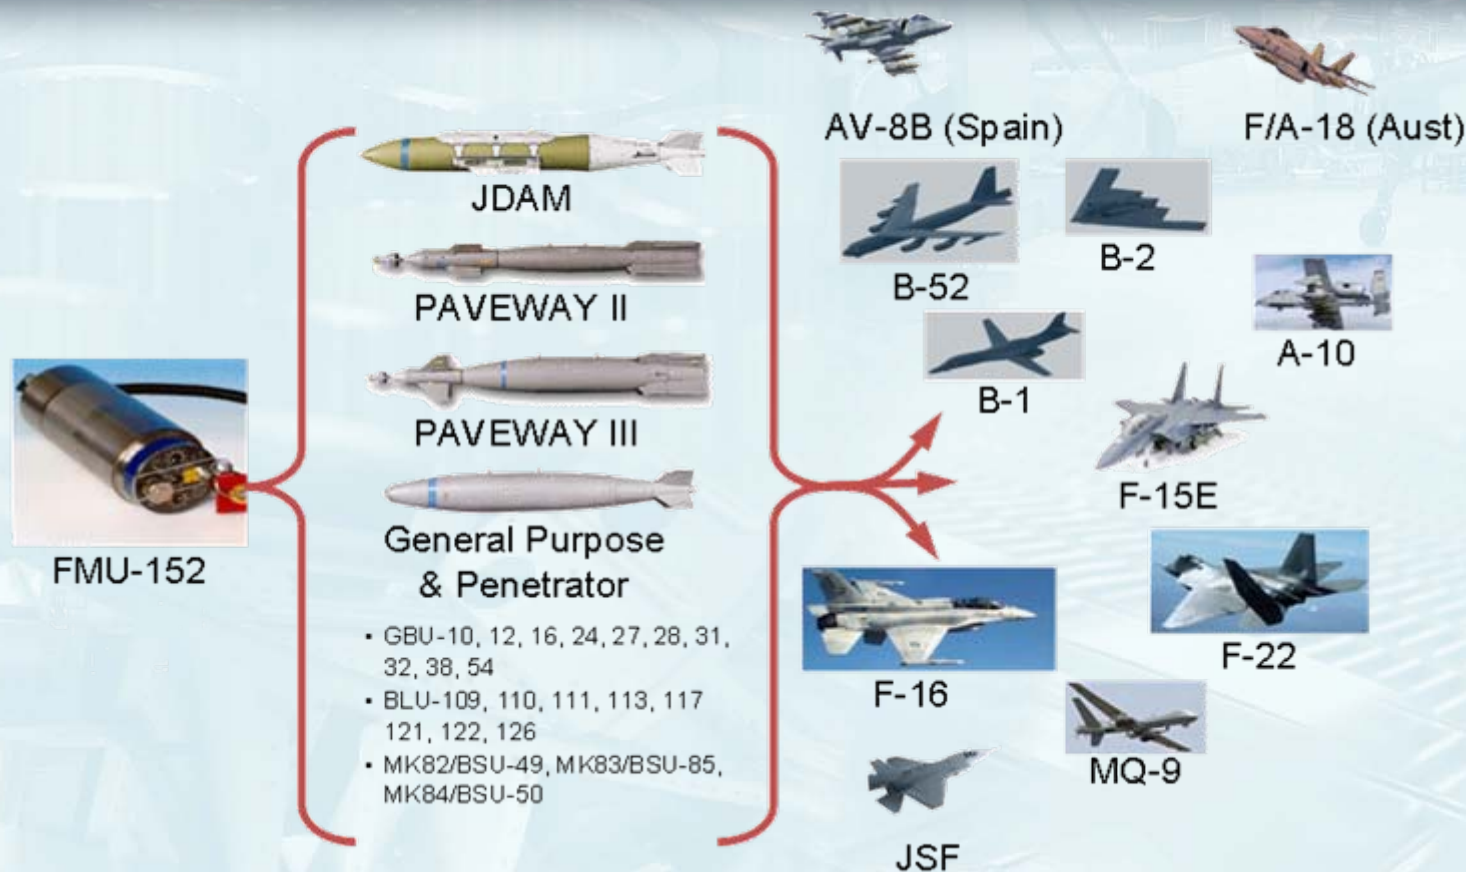 FMU-152
JDAM
PAVEWAY II
PAVEWAY III
General Purpose
& Penetrator
▪ GBU-10, 12, 16, 24, 27, 28, 31,
32, 38, 54
▪ BLU-109, 110, 111, 113, 117
121, 122, 126
▪ MK82/BSU-49, MK83/BSU-85,
MK84/BSU-50
AV-8B (Spain)
F/A-18 (Aust)
B-52
B-2
A-10
B-1
F-15E
F-16
F-22
MQ-9
JSF